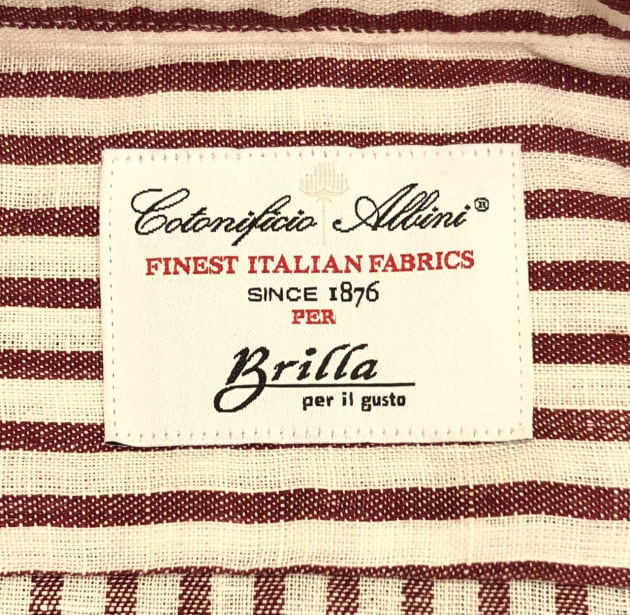 Cotonificio Albini®
FINEST ITALIAN FABRICS
SINCE 1876
PER
Brilla
per il gusto